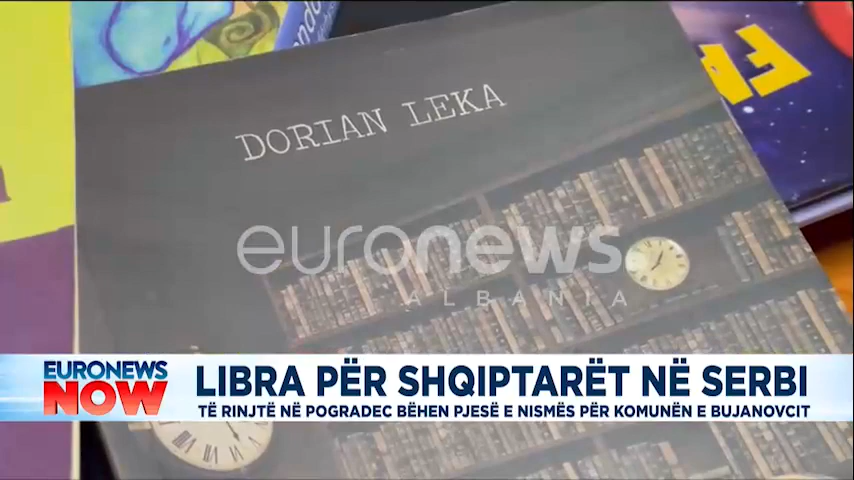 DORIAN LEKA
euronews
ALBANIA
EURONEWS
NOW
LIBRA PËR SHQIPTARËT NË SERBI
TË RINJTË NË POGRADEC BËHEN PJESË E NISMËS PËR KOMUNËN E BUJANOVCIT